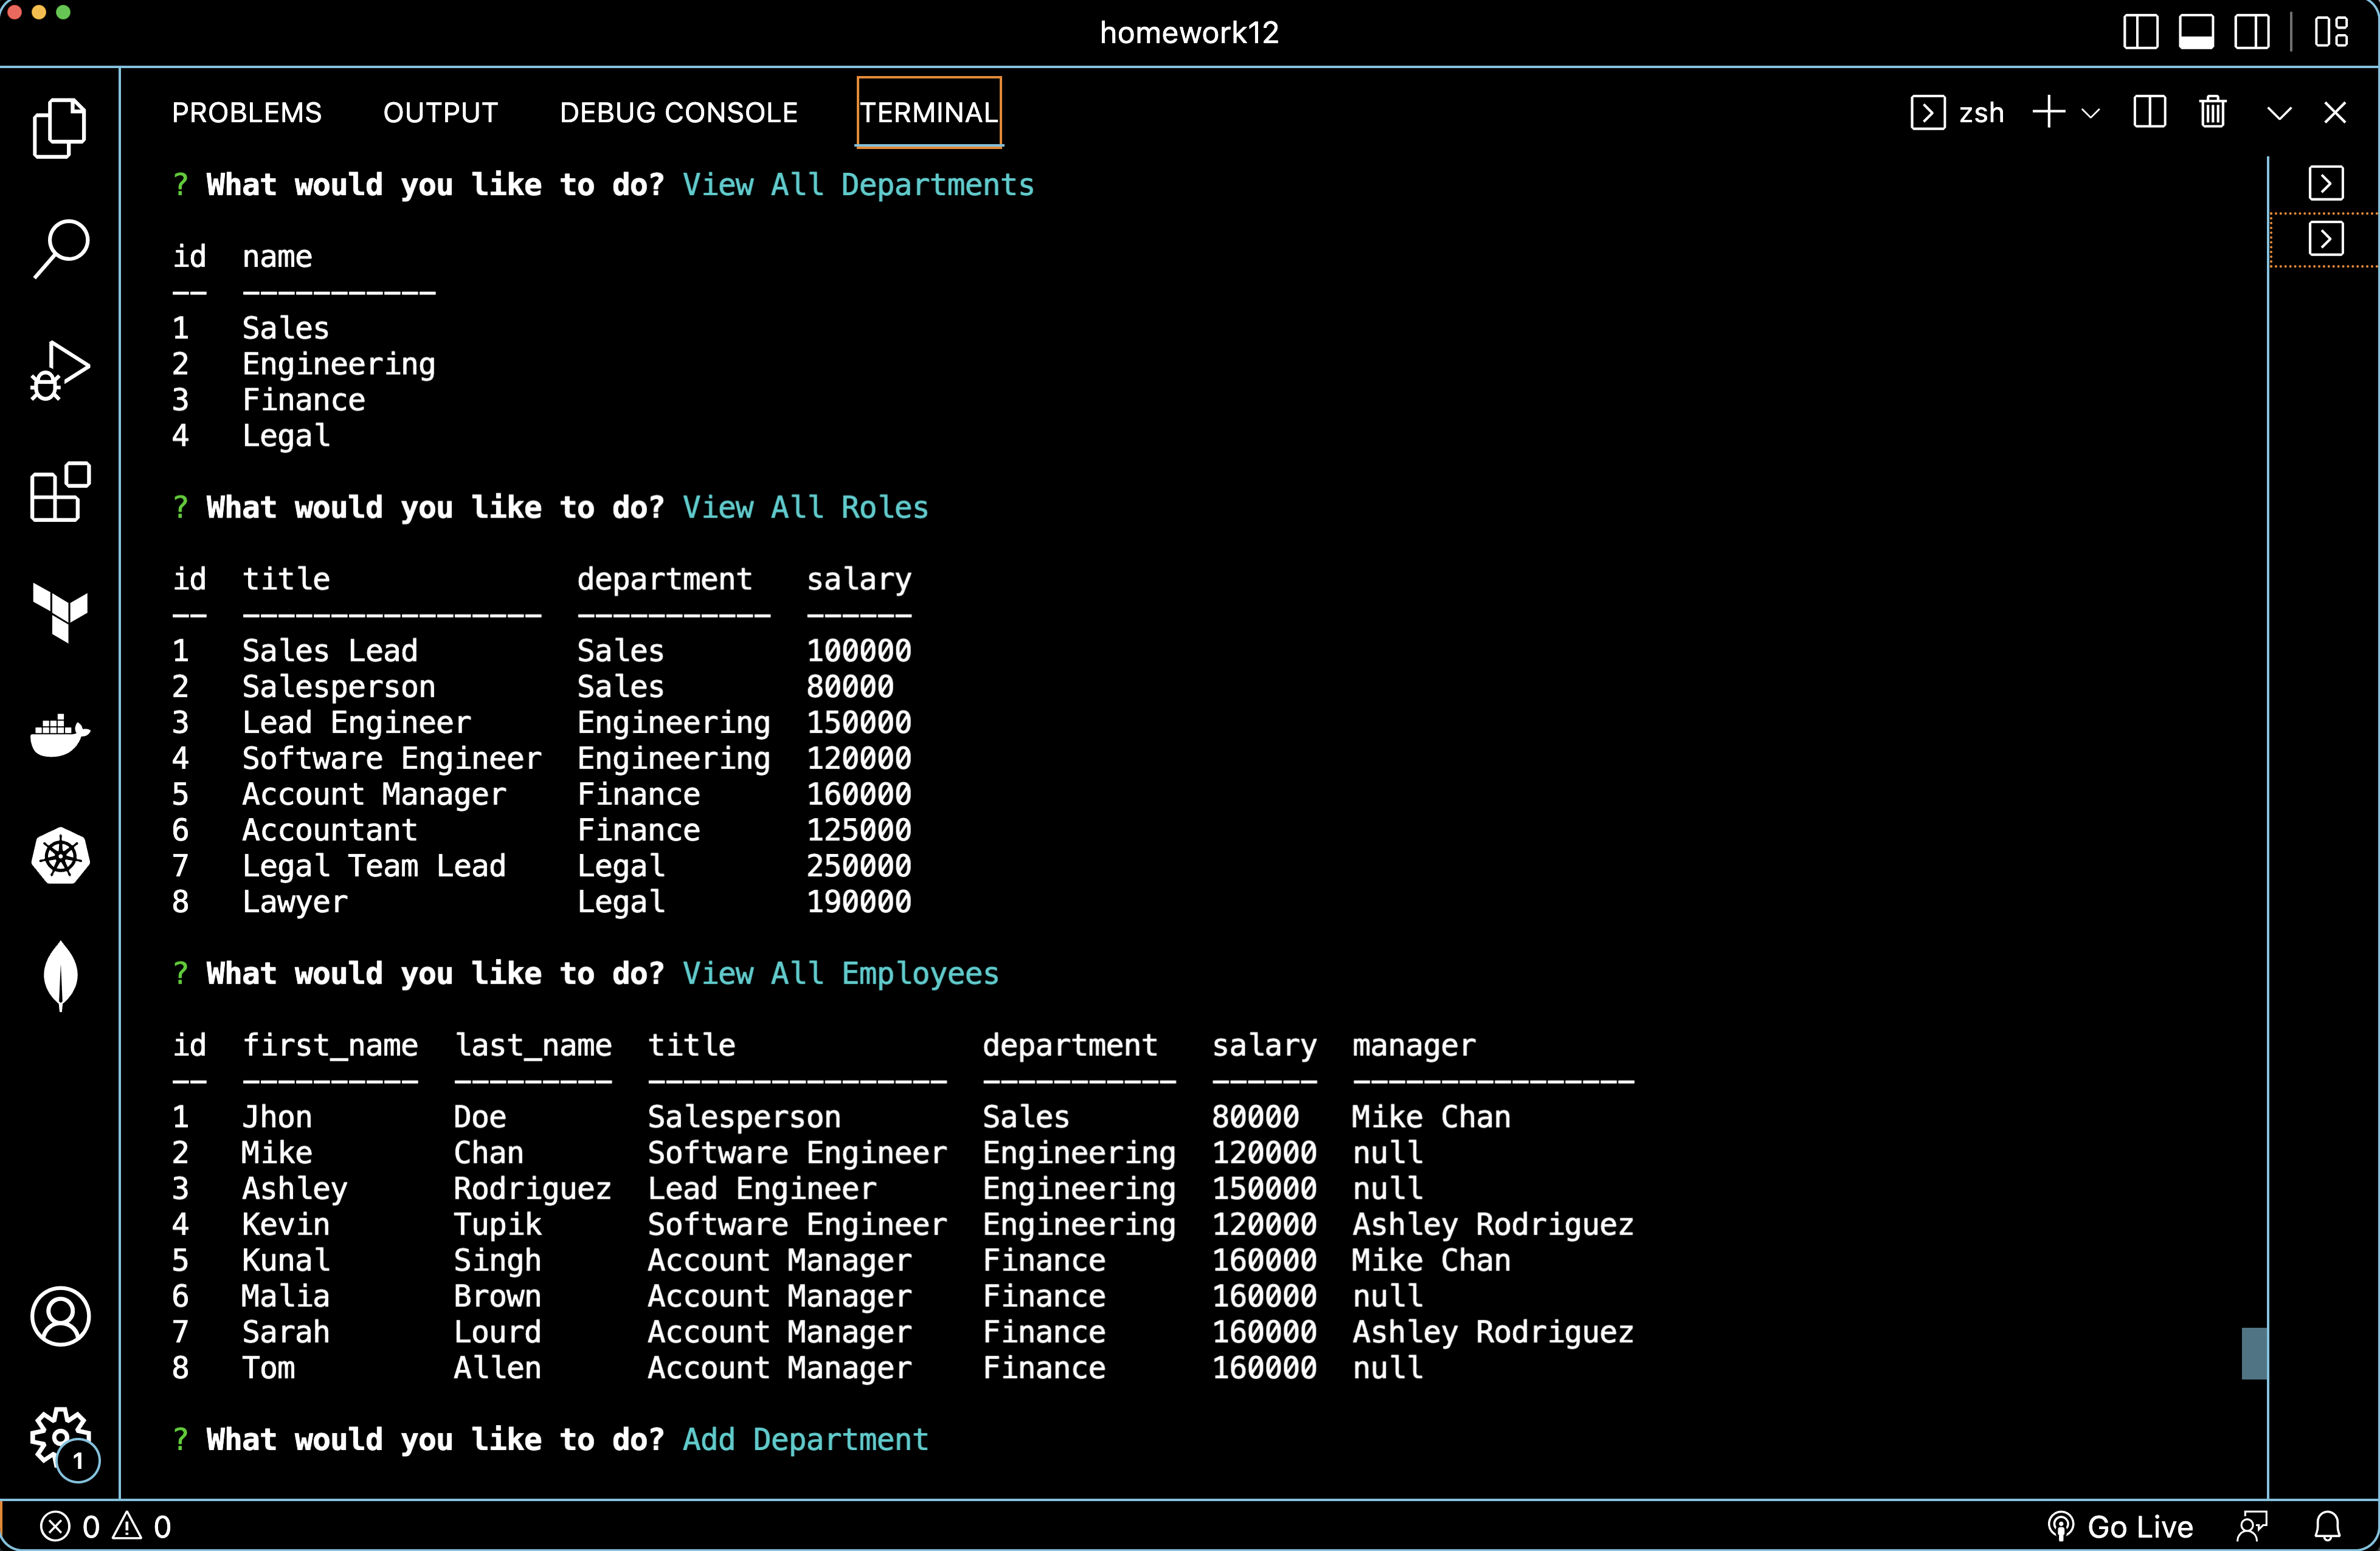 homework12
PROBLEMS OUTPUT DEBUG CONSOLE TERMINAL zsh
? What would you like to do? View All Departments
id name
-- -----------
1 Sales
2 Engineering
3 Finance
4 Legal
? What would you like to do? View All Roles
id title department salary
-- ----------------- ----------- ------
1 Sales Lead Sales 100000
2 Salesperson Sales 80000
3 Lead Engineer Engineering 150000
4 Software Engineer Engineering 120000
5 Account Manager Finance 160000
6 Accountant Finance 125000
7 Legal Team Lead Legal 250000
8 Lawyer Legal 190000
? What would you like to do? View All Employees
id first_name last_name title department salary manager
-- ---------- --------- ----------------- ----------- ------ ----------------
1 Jhon Doe Salesperson Sales 80000 Mike Chan
2 Mike Chan Software Engineer Engineering 120000 null
3 Ashley Rodriguez Lead Engineer Engineering 150000 null
4 Kevin Tupik Software Engineer Engineering 120000 Ashley Rodriguez
5 Kunal Singh Account Manager Finance 160000 Mike Chan
6 Malia Brown Account Manager Finance 160000 null
7 Sarah Lourd Account Manager Finance 160000 Ashley Rodriguez
8 Tom Allen Account Manager Finance 160000 null
? What would you like to do? Add Department
1
0 0 Go Live